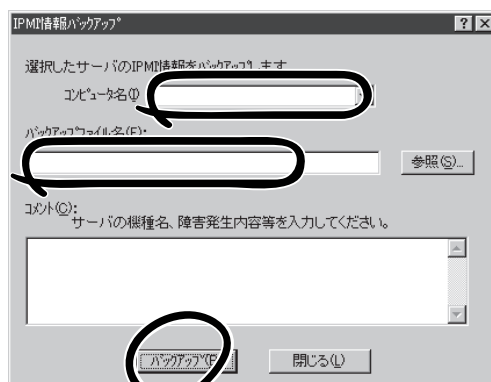 IPMI情報ﾊﾞｯｸｱｯﾌﾟ
選択したサーバのIPMI情報をﾊﾞｯｸｱｯﾌﾟします
ｺﾝﾋﾟｭｰﾀ名(I)
ﾊﾞｯｸｱｯﾌﾟﾌｧｲﾙ名(F):
参照(S)...
ｺﾒﾝﾄ(C):
サーバの機種名、障害発生内容等を入力してください。
ﾊﾞｯｸｱｯﾌﾟ(P)...
閉じる(L)